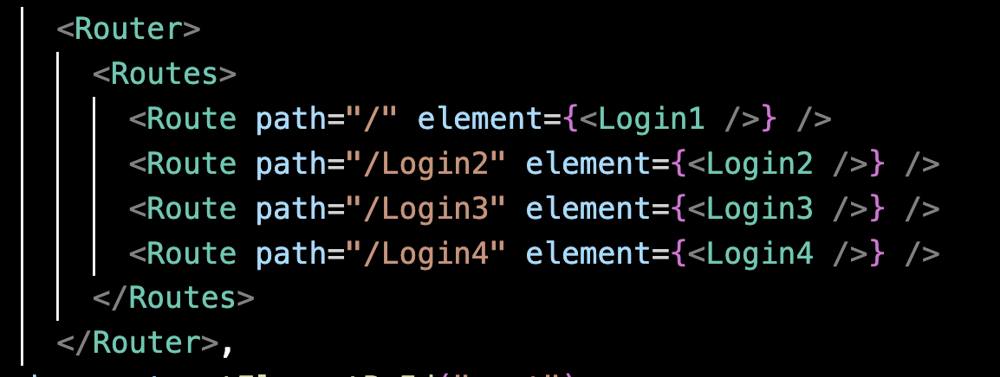 <Router>
<Routes>
<Route path="/" element={<Login1 />} />
<Route path="/Login2" element={<Login2 />} />
<Route path="/Login3" element={<Login3 />} />
<Route path="/Login4" element={<Login4 />} />
</Routes>
</Router>,